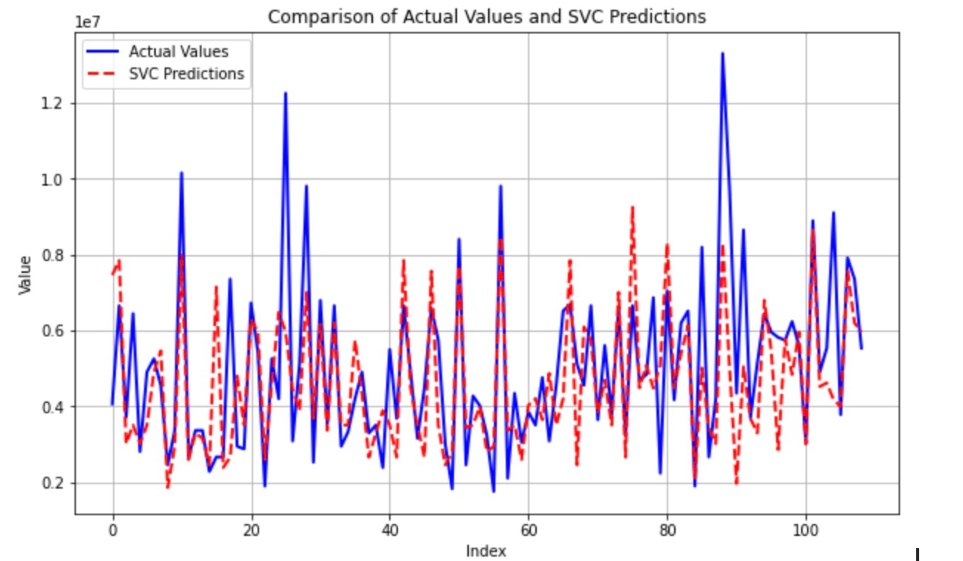 Comparison of Actual Values and SVC Predictions
1e7
Actual Values
SVC Predictions
1.2
1.0
0.8
0.6
0.4
0.2
Value
0 20 40 60 80 100
Index